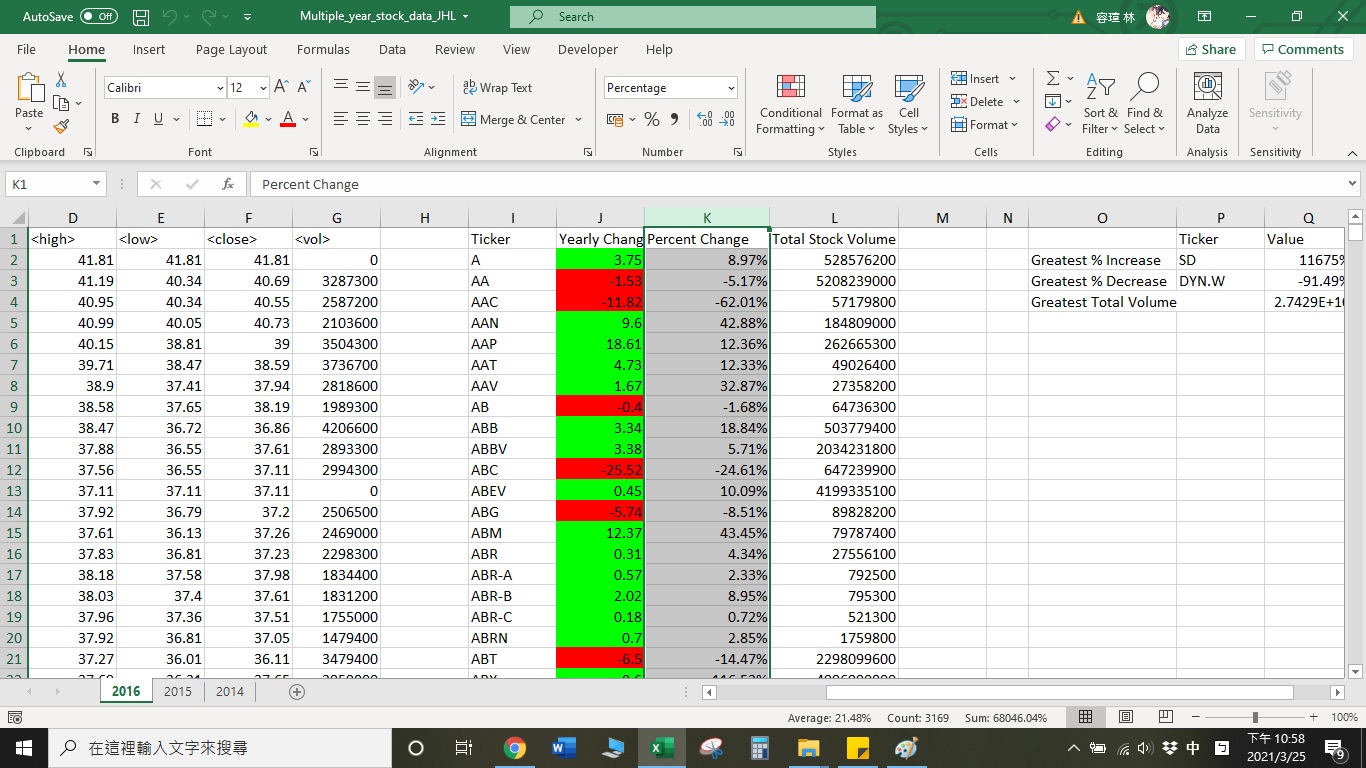 AutoSave Off Multiple_year_stock_data_JHL Search 容瑄 林
File Home Insert Page Layout Formulas Data Review View Developer Help Share Comments
Paste Calibri 12 Wrap Text Percentage Conditional Formatting Format as Table Cell Styles Insert Sort & Filter Find & Select Analyze Data Sensitivity
B I U Merge & Center Delete
Format
Clipboard Font Alignment Number Styles Cells Editing Analysis Sensitivity
K1 fx Percent Change
D E F G H I J K L M N O P Q
1 <high> <low> <close> <vol> Ticker Yearly Chang Percent Change Total Stock Volume Ticker Value
2 41.81 41.81 41.81 0 A 3.75 8.97% 528576200 Greatest % Increase SD 11675%
3 41.19 40.34 40.69 3287300 AA -1.53 -5.17% 5208239000 Greatest % Decrease DYN.W -91.49%
4 40.95 40.34 40.55 2587200 AAC -11.82 -62.01% 57179800 Greatest Total Volume 2.7429E+10
5 40.99 40.05 40.73 2103600 AAN 9.6 42.88% 184809000
6 40.15 38.81 39 3504300 AAP 18.61 12.36% 262665300
7 39.71 38.47 38.59 3736700 AAT 4.73 12.33% 49026400
8 38.9 37.41 37.94 2818600 AAV 1.67 32.87% 27358200
9 38.58 37.65 38.19 1989300 AB -0.4 -1.68% 64736300
10 38.47 36.72 36.86 4206600 ABB 3.34 18.84% 503779400
11 37.88 36.55 37.61 2893300 ABBV 3.38 5.71% 2034231800
12 37.56 36.55 37.11 2994300 ABC -25.52 -24.61% 647239900
13 37.11 37.11 37.11 0 ABEV 0.45 10.09% 4199335100
14 37.92 36.79 37.2 2506500 ABG -5.74 -8.51% 89828200
15 37.61 36.13 37.26 2469000 ABM 12.37 43.45% 79787400
16 37.83 36.81 37.23 2298300 ABR 0.31 4.34% 27556100
17 38.18 37.58 37.98 1834400 ABR-A 0.57 2.33% 792500
18 38.03 37.4 37.61 1831200 ABR-B 2.02 8.95% 795300
19 37.96 37.36 37.51 1755000 ABR-C 0.18 0.72% 521300
20 37.92 36.81 37.05 1479400 ABRN 0.7 2.85% 1759800
21 37.27 36.01 36.11 3479400 ABT -6.5 -14.47% 2298099600
2016 2015 2014
Average: 21.48% Count: 3169 Sum: 68046.04% 100%
在這裡輸入文字來搜尋 中 下午 10:58
2021/3/25 9